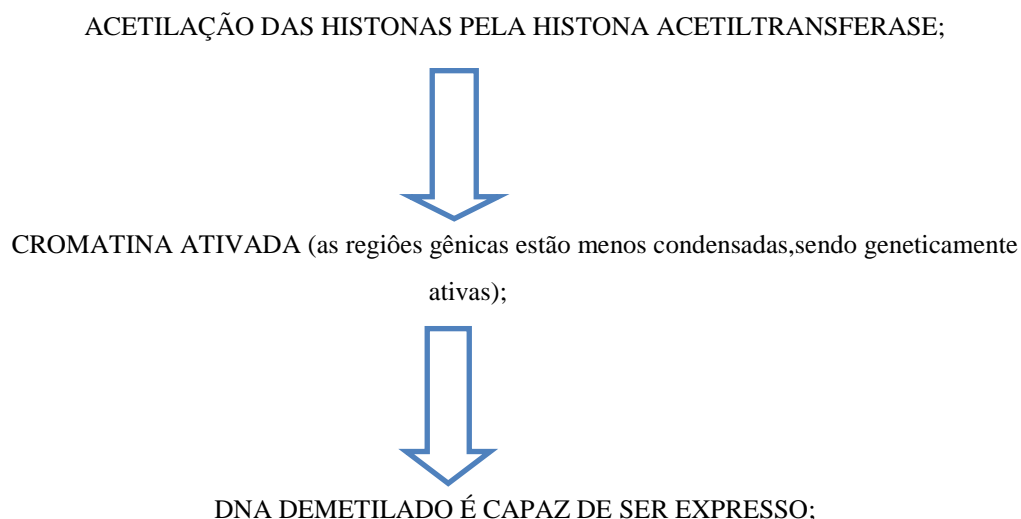 ACETILAÇÃO DAS HISTONAS PELA HISTONA ACETILTRANSFERASE;
CROMATINA ATIVADA (as regiôes gênicas estão menos condensadas,sendo geneticamente
ativas);
DNA DEMETILADO É CAPAZ DE SER EXPRESSO;